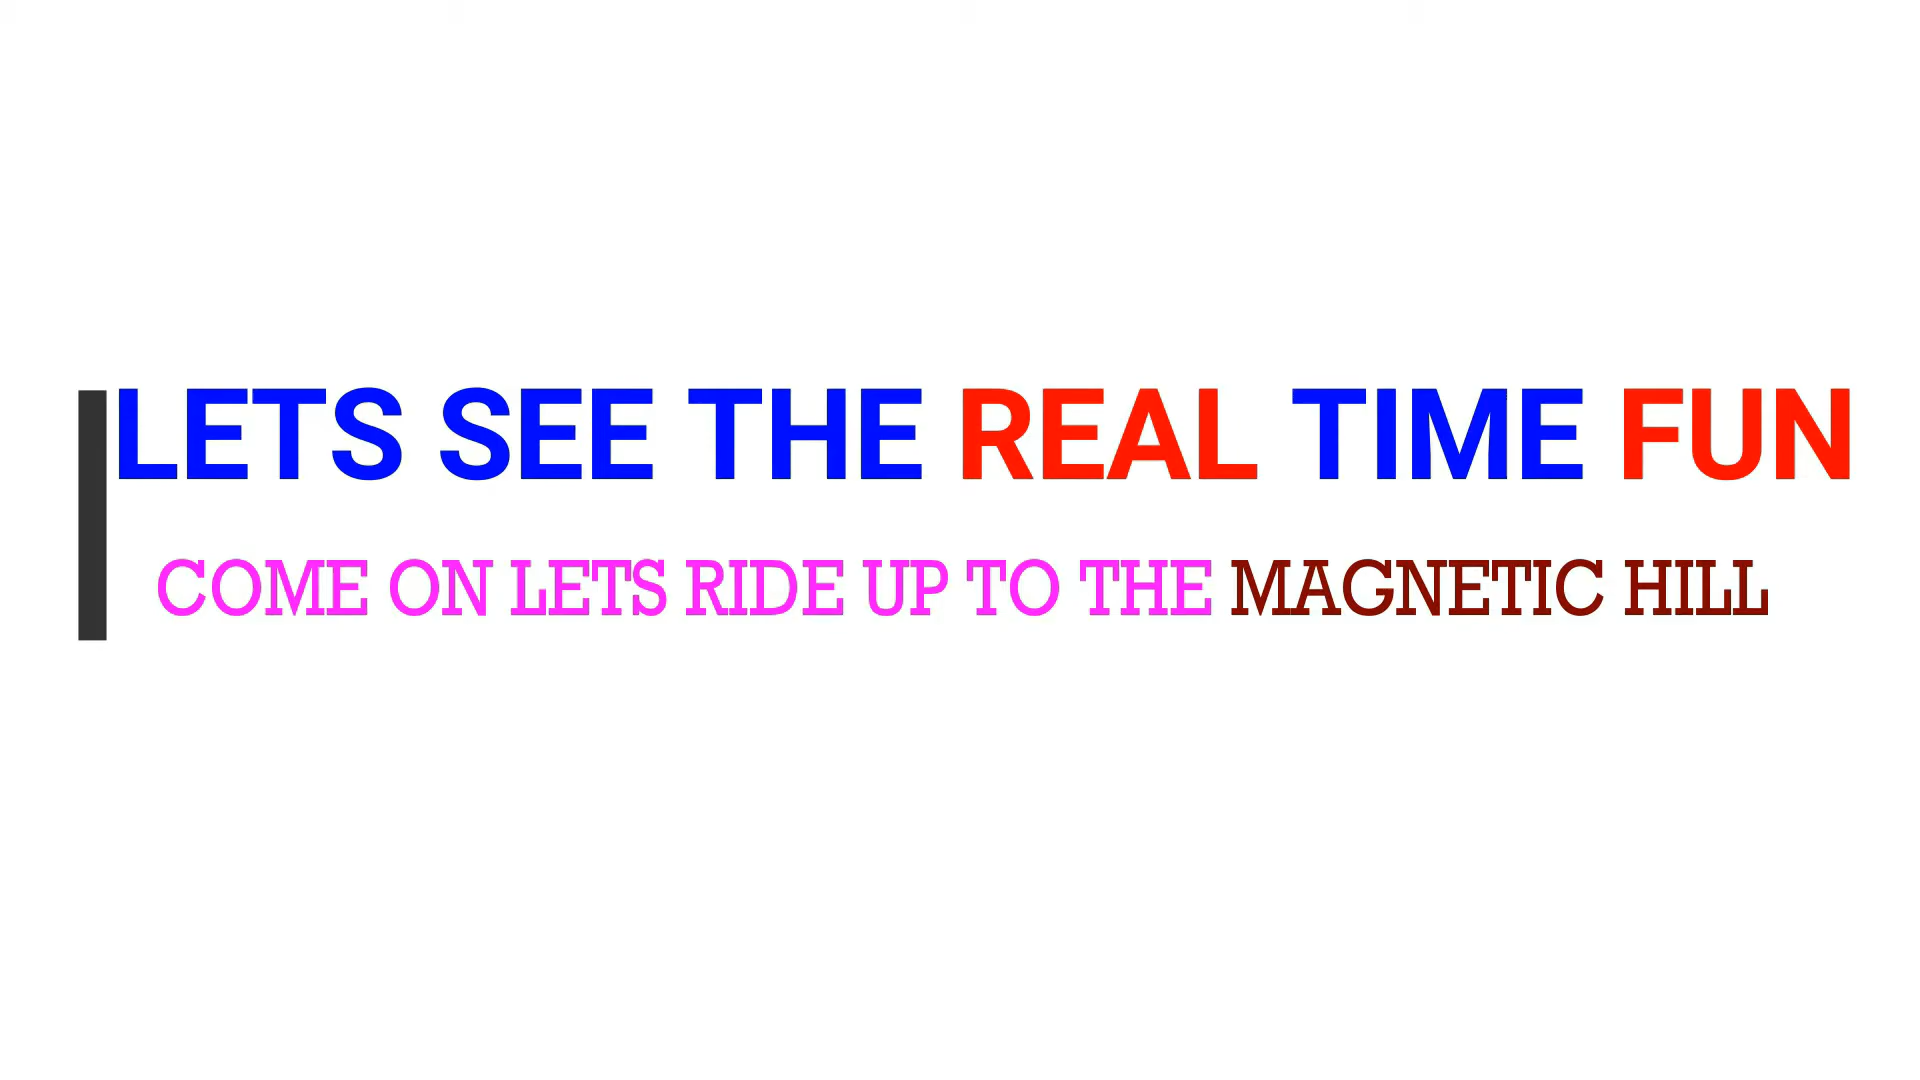 LETS SEE THE REAL TIME FUN
COME ON LETS RIDE UP TO THE MAGNETIC HILL